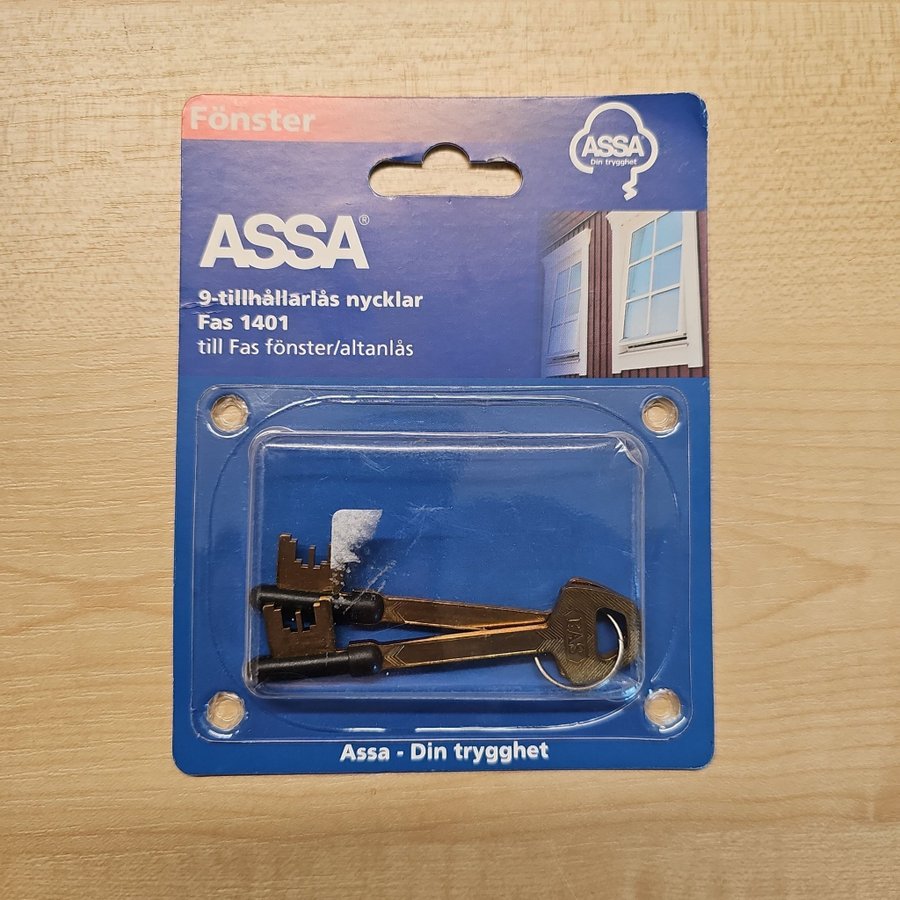 Fönster
ASSA
Din trygghet
ASSA®
9-tillhållarlås nycklar
Fas 1401
till Fas fönster/altanlås
Assa - Din trygghet